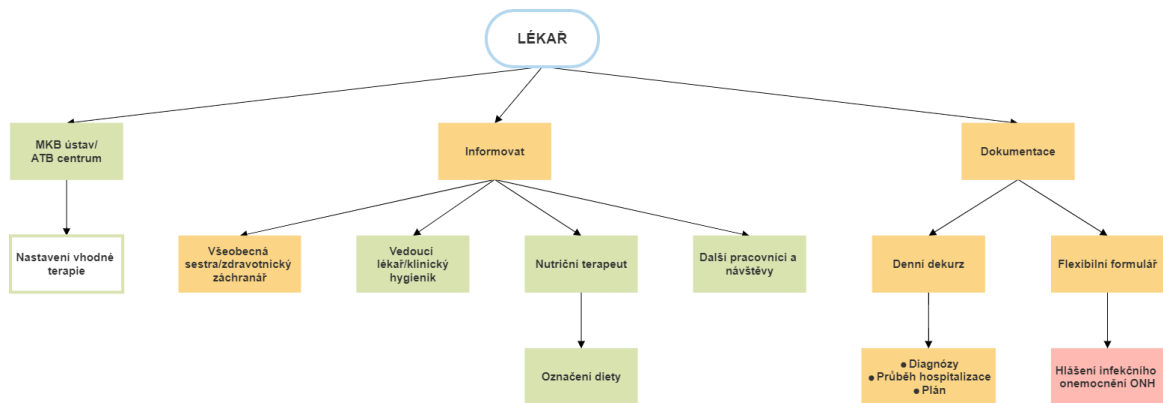 LÉKAŘ
MKB ústav/
ATB centrum
Informovat
Dokumentace
Nastavení vhodné
terapie
Všeobecná
sestra/zdravotnický
záchranář
Vedoucí
lékař/klinický
hygienik
Nutriční terapeut
Další pracovníci a
návštěvy
Denní dekurz
Flexibilní formulář
Označení diety
● Diagnózy
● Průběh hospitalizace
● Plán
Hlášení infekčního
onemocnění ONH